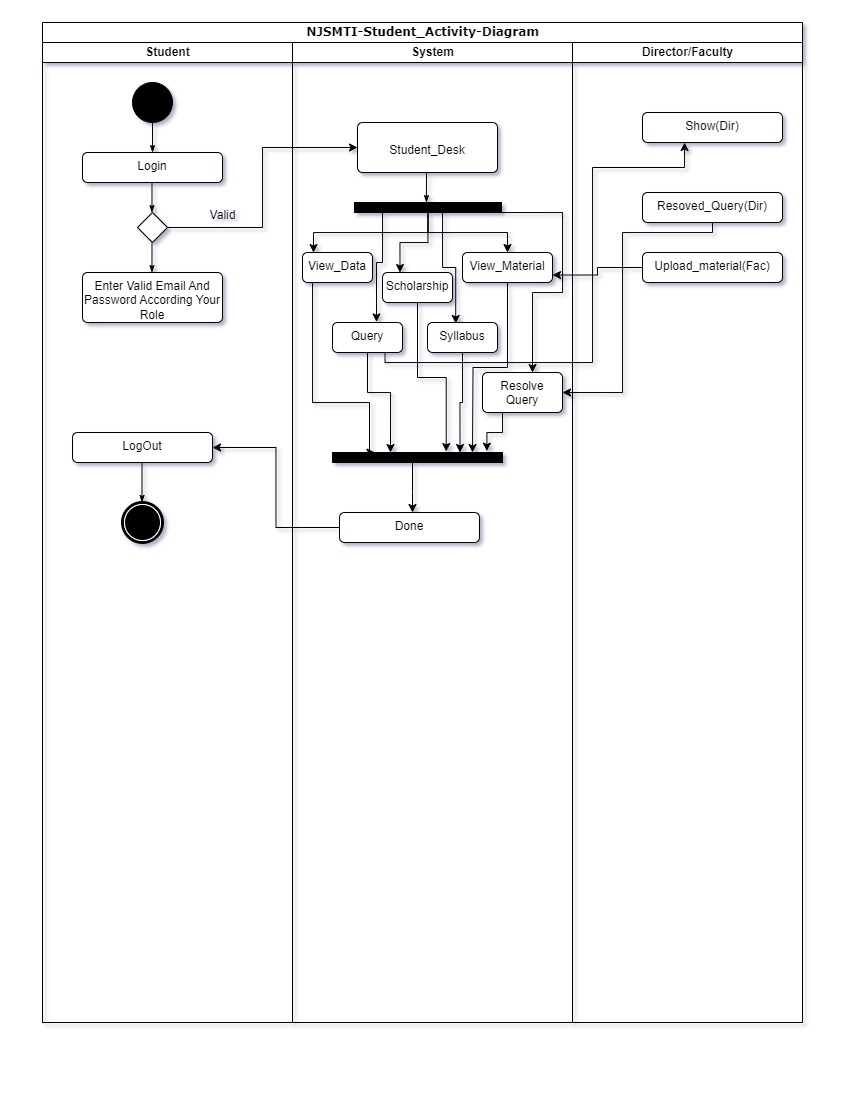 NJSMTI-Student_Activity-Diagram
Student
System
Director/Faculty
Login
Valid
Enter Valid Email And
Password According Your
Role
LogOut
Student_Desk
View_Data
Scholarship
View_Material
Query
Syllabus
Resolve
Query
Done
Show(Dir)
Resoved_Query(Dir)
Upload_material(Fac)